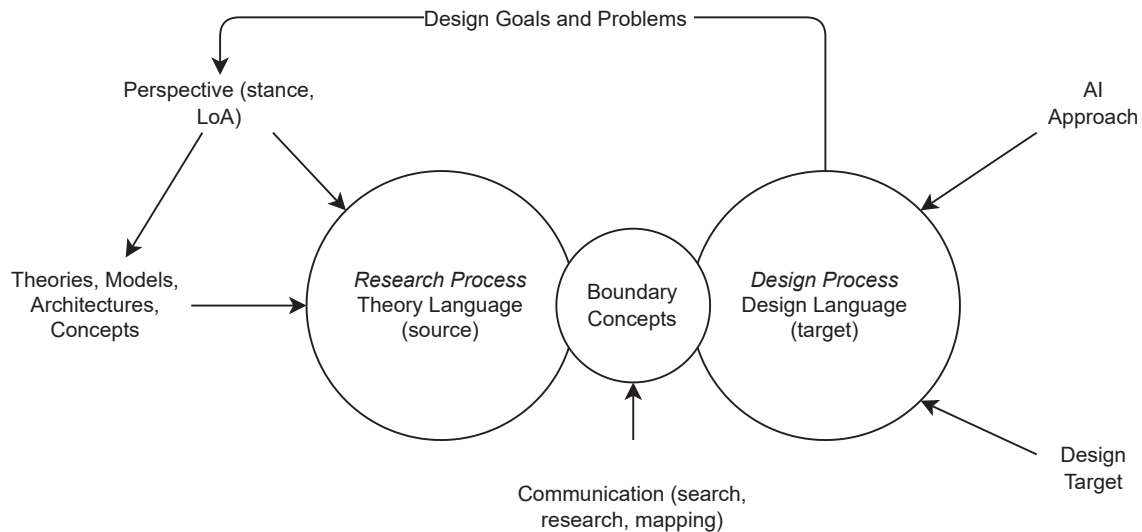 Design Goals and Problems
Perspective (stance,
LoA)
AI
Approach
Theories, Models,
Architectures,
Concepts
Research Process
Theory Language
(source)
Boundary
Concepts
Design Process
Design Language
(target)
Communication (search,
research, mapping)
Design
Target